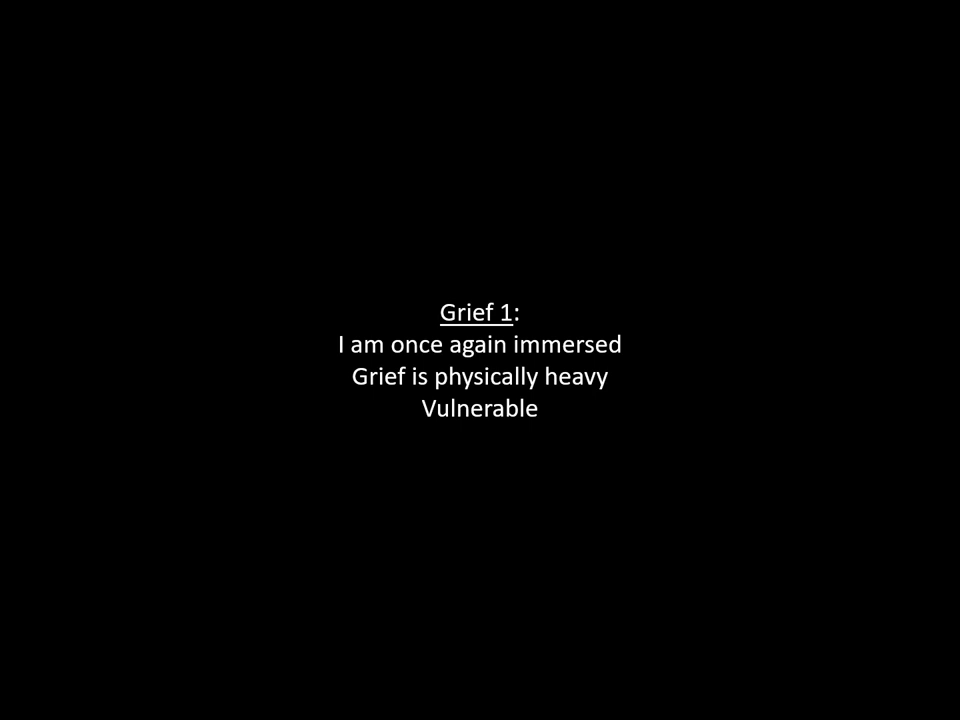 Grief 1:
I am once again immersed
Grief is physically heavy
Vulnerable